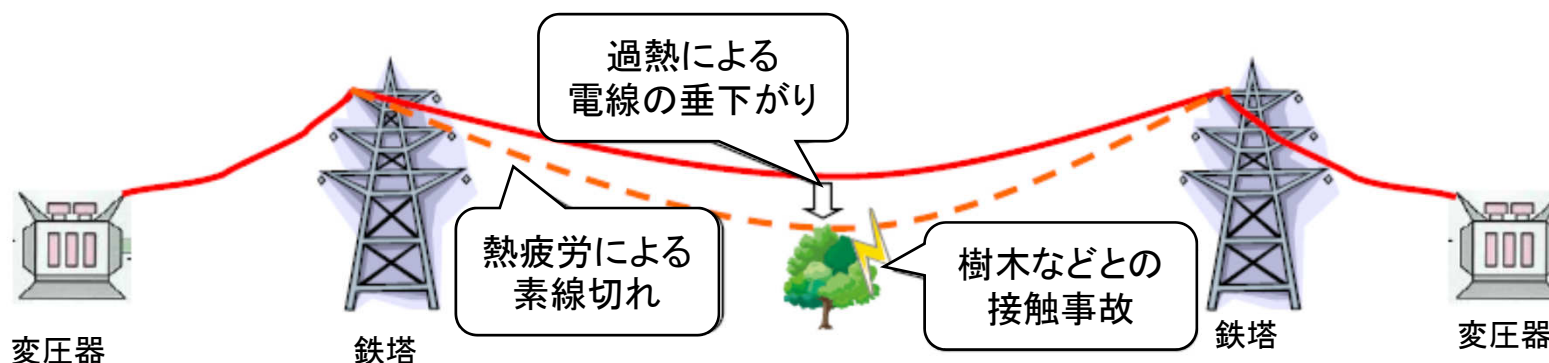 過熱による
電線の垂下がり
熱疲労による
素線切れ
樹木などとの
接触事故
変圧器
鉄塔
鉄塔
変圧器